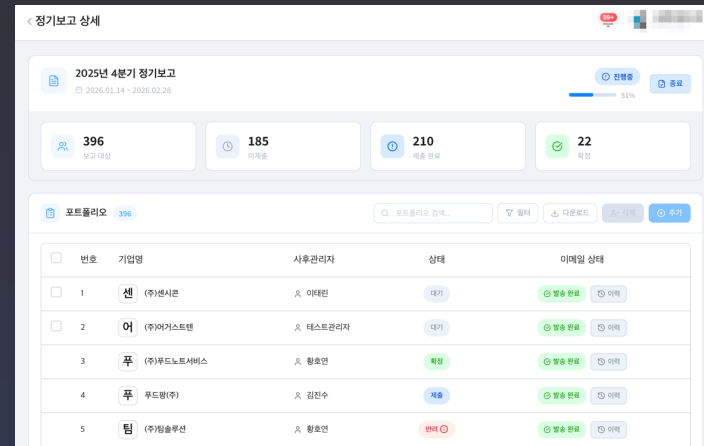 < 정기보고 상세
99+
2025년 4분기 정기보고
2026.01.14 ~ 2026.02.28
진행중
51%
종료
396
보고 대상
185
미제출
210
제출 완료
22
확정
포트폴리오 396
포트폴리오 검색...
필터
다운로드
삭제
추가
번호 기업명 사후관리자 상태 이메일 상태
1 센 (주)센시콘 이태린 대기 발송 완료 이력
2 어 (주)어거스트텐 테스트관리자 대기 발송 완료 이력
3 푸 (주)푸드노트서비스 황호연 확정 발송 완료 이력
4 푸 푸드팡(주) 김진수 제출 발송 완료 이력
5 팀 (주)팀솔루션 황호연 반려 발송 완료 이력